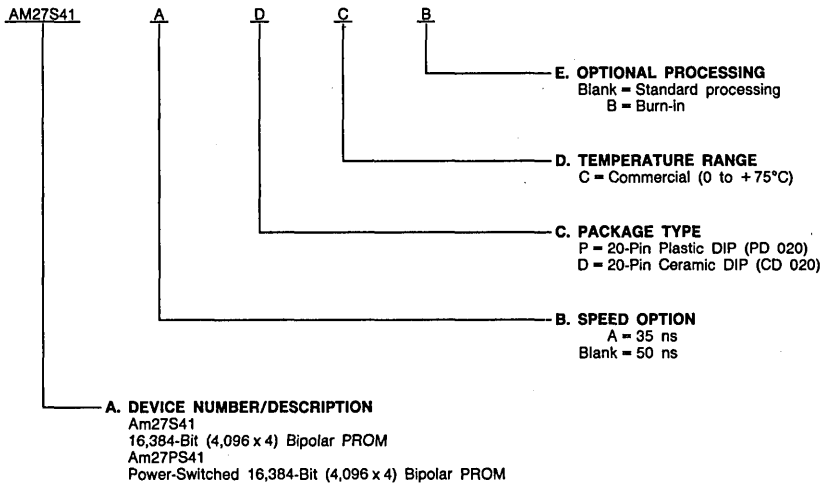 AM27S41 A D C B
E. OPTIONAL PROCESSING
Blank = Standard processing
B = Burn-in
D. TEMPERATURE RANGE
C = Commercial (0 to +75°C)
C. PACKAGE TYPE
P = 20-Pin Plastic DIP (PD 020)
D = 20-Pin Ceramic DIP (CD 020)
B. SPEED OPTION
A = 35 ns
Blank = 50 ns
A. DEVICE NUMBER/DESCRIPTION
Am27S41
16,384-Bit (4,096 x 4) Bipolar PROM
Am27PS41
Power-Switched 16,384-Bit (4,096 x 4) Bipolar PROM